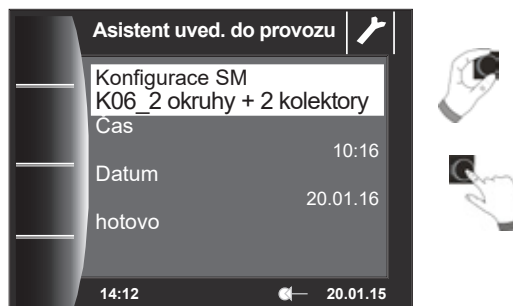 Asistent uved. do provozu
Konfigurace SM
K06_2 okruhy + 2 kolektory
Čas
10:16
Datum
20.01.16
hotovo
14:12 20.01.15